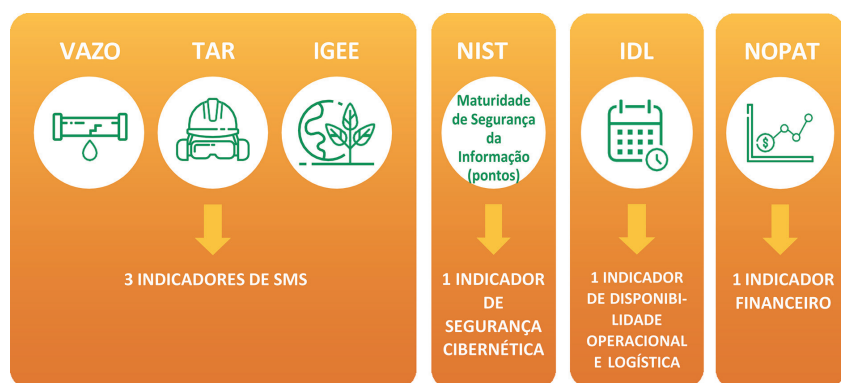 VAZO
TAR
IGEE
3 INDICADORES DE SMS
NIST
Maturidade
de Segurança
da
Informação
(pontos)
1 INDICADOR
DE
SEGURANÇA
CIBERNÉTICA
IDL
1 INDICADOR
DE DISPONIBI-
LIDADE
OPERACIONAL
E LOGÍSTICA
NOPAT
$
1 INDICADOR
FINANCEIRO